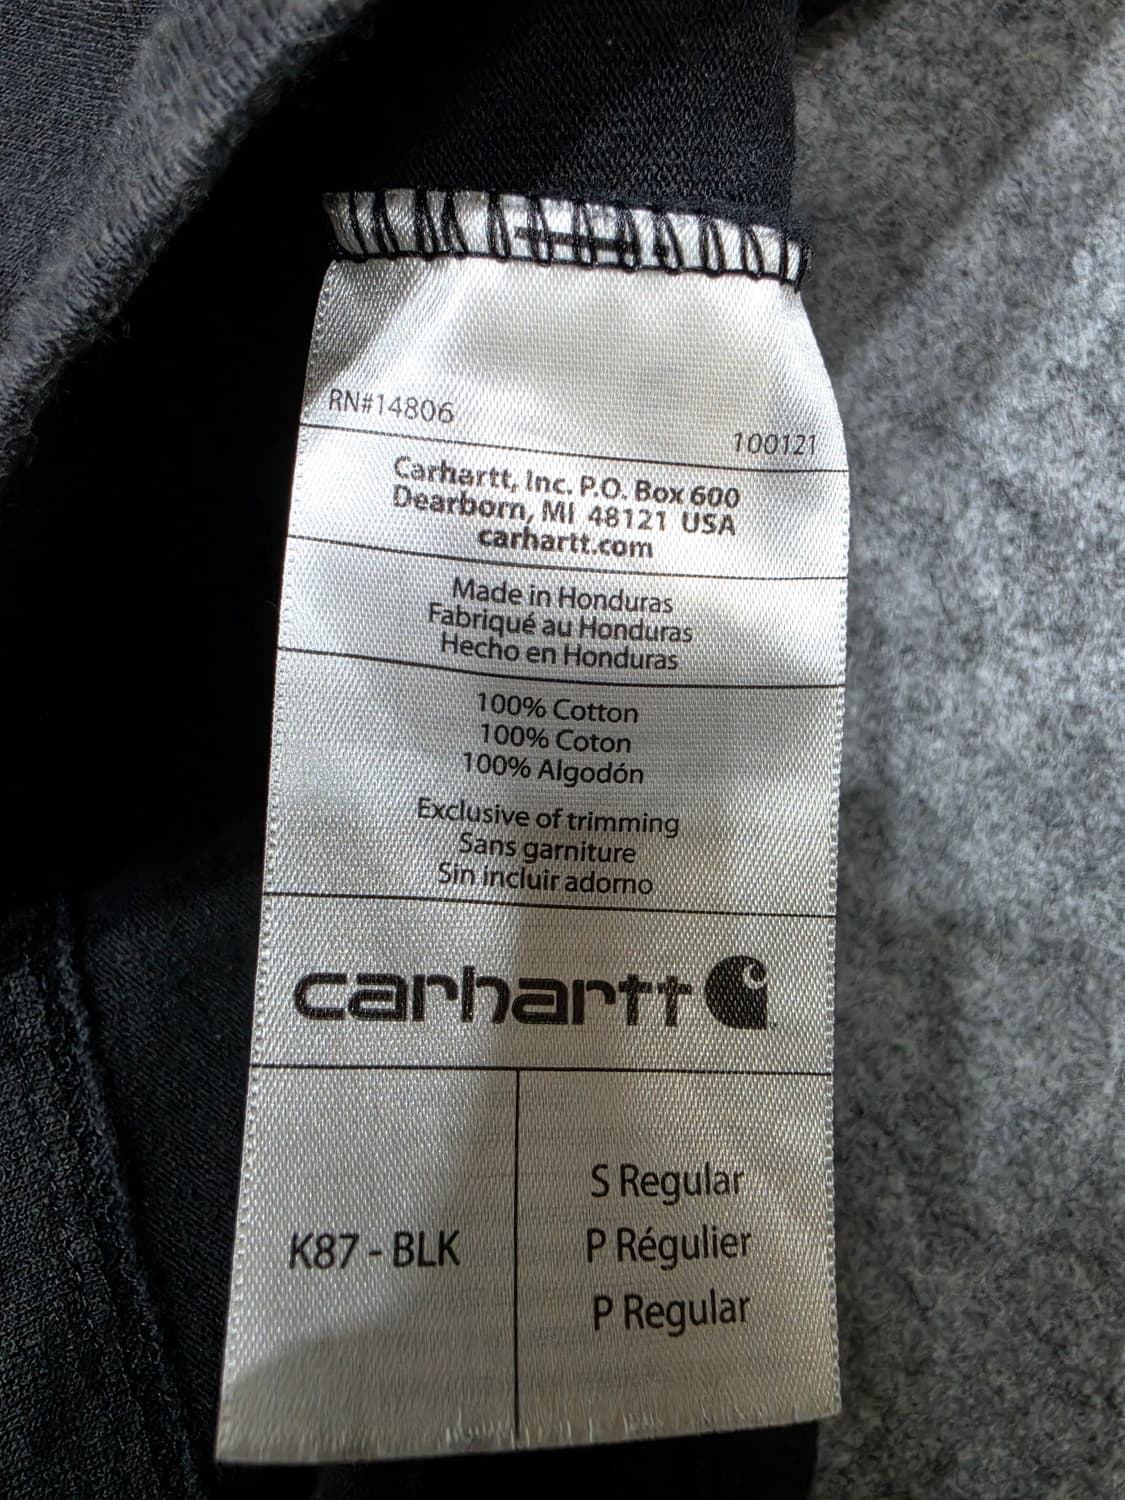 RN#14806
100121
Carhartt, Inc. P.O. Box 600
Dearborn, MI 48121 USA
carhartt.com
Made in Honduras
Fabriqué au Honduras
Hecho en Honduras
100% Cotton
100% Coton
100% Algodón
Exclusive of trimming
Sans garniture
Sin incluir adorno
carhartt
K87 - BLK
S Regular
P Régulier
P Regular